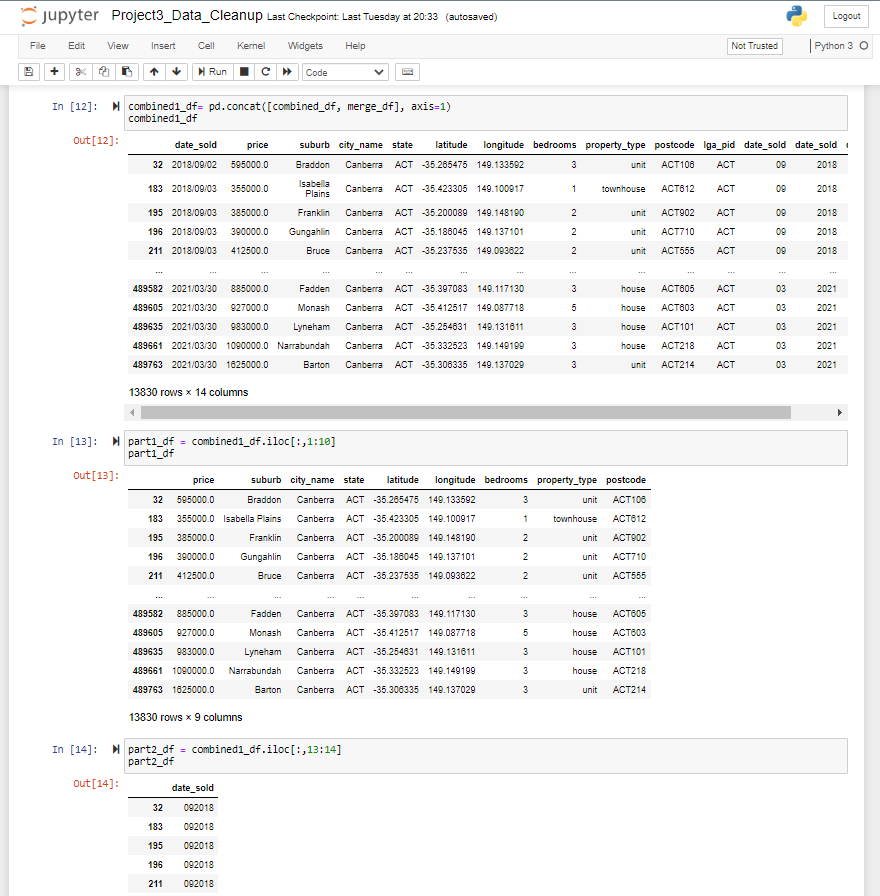 jupyter Project3_Data_Cleanup Last Checkpoint: Last Tuesday at 20:33 (autosaved) Logout
File Edit View Insert Cell Kernel Widgets Help Not Trusted Python 3
Run Code
In [12]: combined1_df= pd.concat([combined_df, merge_df], axis=1)
combined1_df
Out[12]:
date_sold price suburb city_name state latitude longitude bedrooms property_type postcode lga_pid date_sold date_sold
32 2018/09/02 595000.0 Braddon Canberra ACT -35.265475 149.133592 3 unit ACT106 ACT 09 2018
183 2018/09/03 355000.0 Isabella Plains Canberra ACT -35.423305 149.100917 1 townhouse ACT612 ACT 09 2018
195 2018/09/03 385000.0 Franklin Canberra ACT -35.200089 149.148190 2 unit ACT902 ACT 09 2018
196 2018/09/03 390000.0 Gungahlin Canberra ACT -35.186045 149.137101 2 unit ACT710 ACT 09 2018
211 2018/09/03 412500.0 Bruce Canberra ACT -35.237535 149.093622 2 unit ACT555 ACT 09 2018
... ... ... ... ... ... ... ... ... ... ... ... ... ...
489582 2021/03/30 885000.0 Fadden Canberra ACT -35.397083 149.117130 3 house ACT605 ACT 03 2021
489605 2021/03/30 927000.0 Monash Canberra ACT -35.412517 149.087718 5 house ACT603 ACT 03 2021
489635 2021/03/30 983000.0 Lyneham Canberra ACT -35.254631 149.131611 3 house ACT101 ACT 03 2021
489661 2021/03/30 1090000.0 Narrabundah Canberra ACT -35.332523 149.149199 3 house ACT218 ACT 03 2021
489763 2021/03/30 1625000.0 Barton Canberra ACT -35.306335 149.137029 3 unit ACT214 ACT 03 2021
13830 rows × 14 columns
In [13]: part1_df = combined1_df.iloc[:,1:10]
part1_df
Out[13]:
price suburb city_name state latitude longitude bedrooms property_type postcode
32 595000.0 Braddon Canberra ACT -35.265475 149.133592 3 unit ACT106
183 355000.0 Isabella Plains Canberra ACT -35.423305 149.100917 1 townhouse ACT612
195 385000.0 Franklin Canberra ACT -35.200089 149.148190 2 unit ACT902
196 390000.0 Gungahlin Canberra ACT -35.186045 149.137101 2 unit ACT710
211 412500.0 Bruce Canberra ACT -35.237535 149.093622 2 unit ACT555
... ... ... ... ... ... ... ... ... ...
489582 885000.0 Fadden Canberra ACT -35.397083 149.117130 3 house ACT605
489605 927000.0 Monash Canberra ACT -35.412517 149.087718 5 house ACT603
489635 983000.0 Lyneham Canberra ACT -35.254631 149.131611 3 house ACT101
489661 1090000.0 Narrabundah Canberra ACT -35.332523 149.149199 3 house ACT218
489763 1625000.0 Barton Canberra ACT -35.306335 149.137029 3 unit ACT214
13830 rows × 9 columns
In [14]: part2_df = combined1_df.iloc[:,13:14]
part2_df
Out[14]:
date_sold
32 092018
183 092018
195 092018
196 092018
211 092018